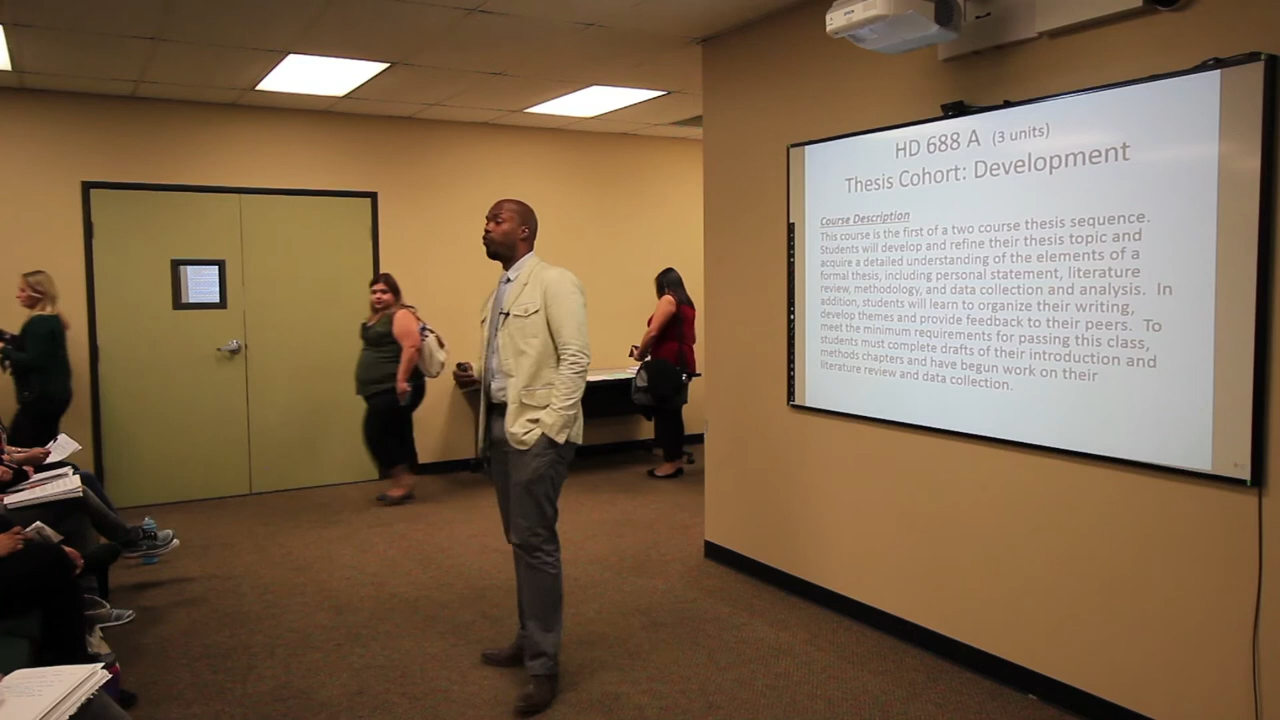 EPSON
HD 688 A (3 units)
Thesis Cohort: Development
Course Description
This course is the first of a two course thesis sequence.
Students will develop and refine their thesis topic and
acquire a detailed understanding of the elements of a
formal thesis, including personal statement, literature
review, methodology, and data collection and analysis. In
addition, students will learn to organize their writing,
develop themes and provide feedback to their peers. To
meet the minimum requirements for passing this class,
students must complete drafts of their introduction and
methods chapters and have begun work on their
literature review and data collection.